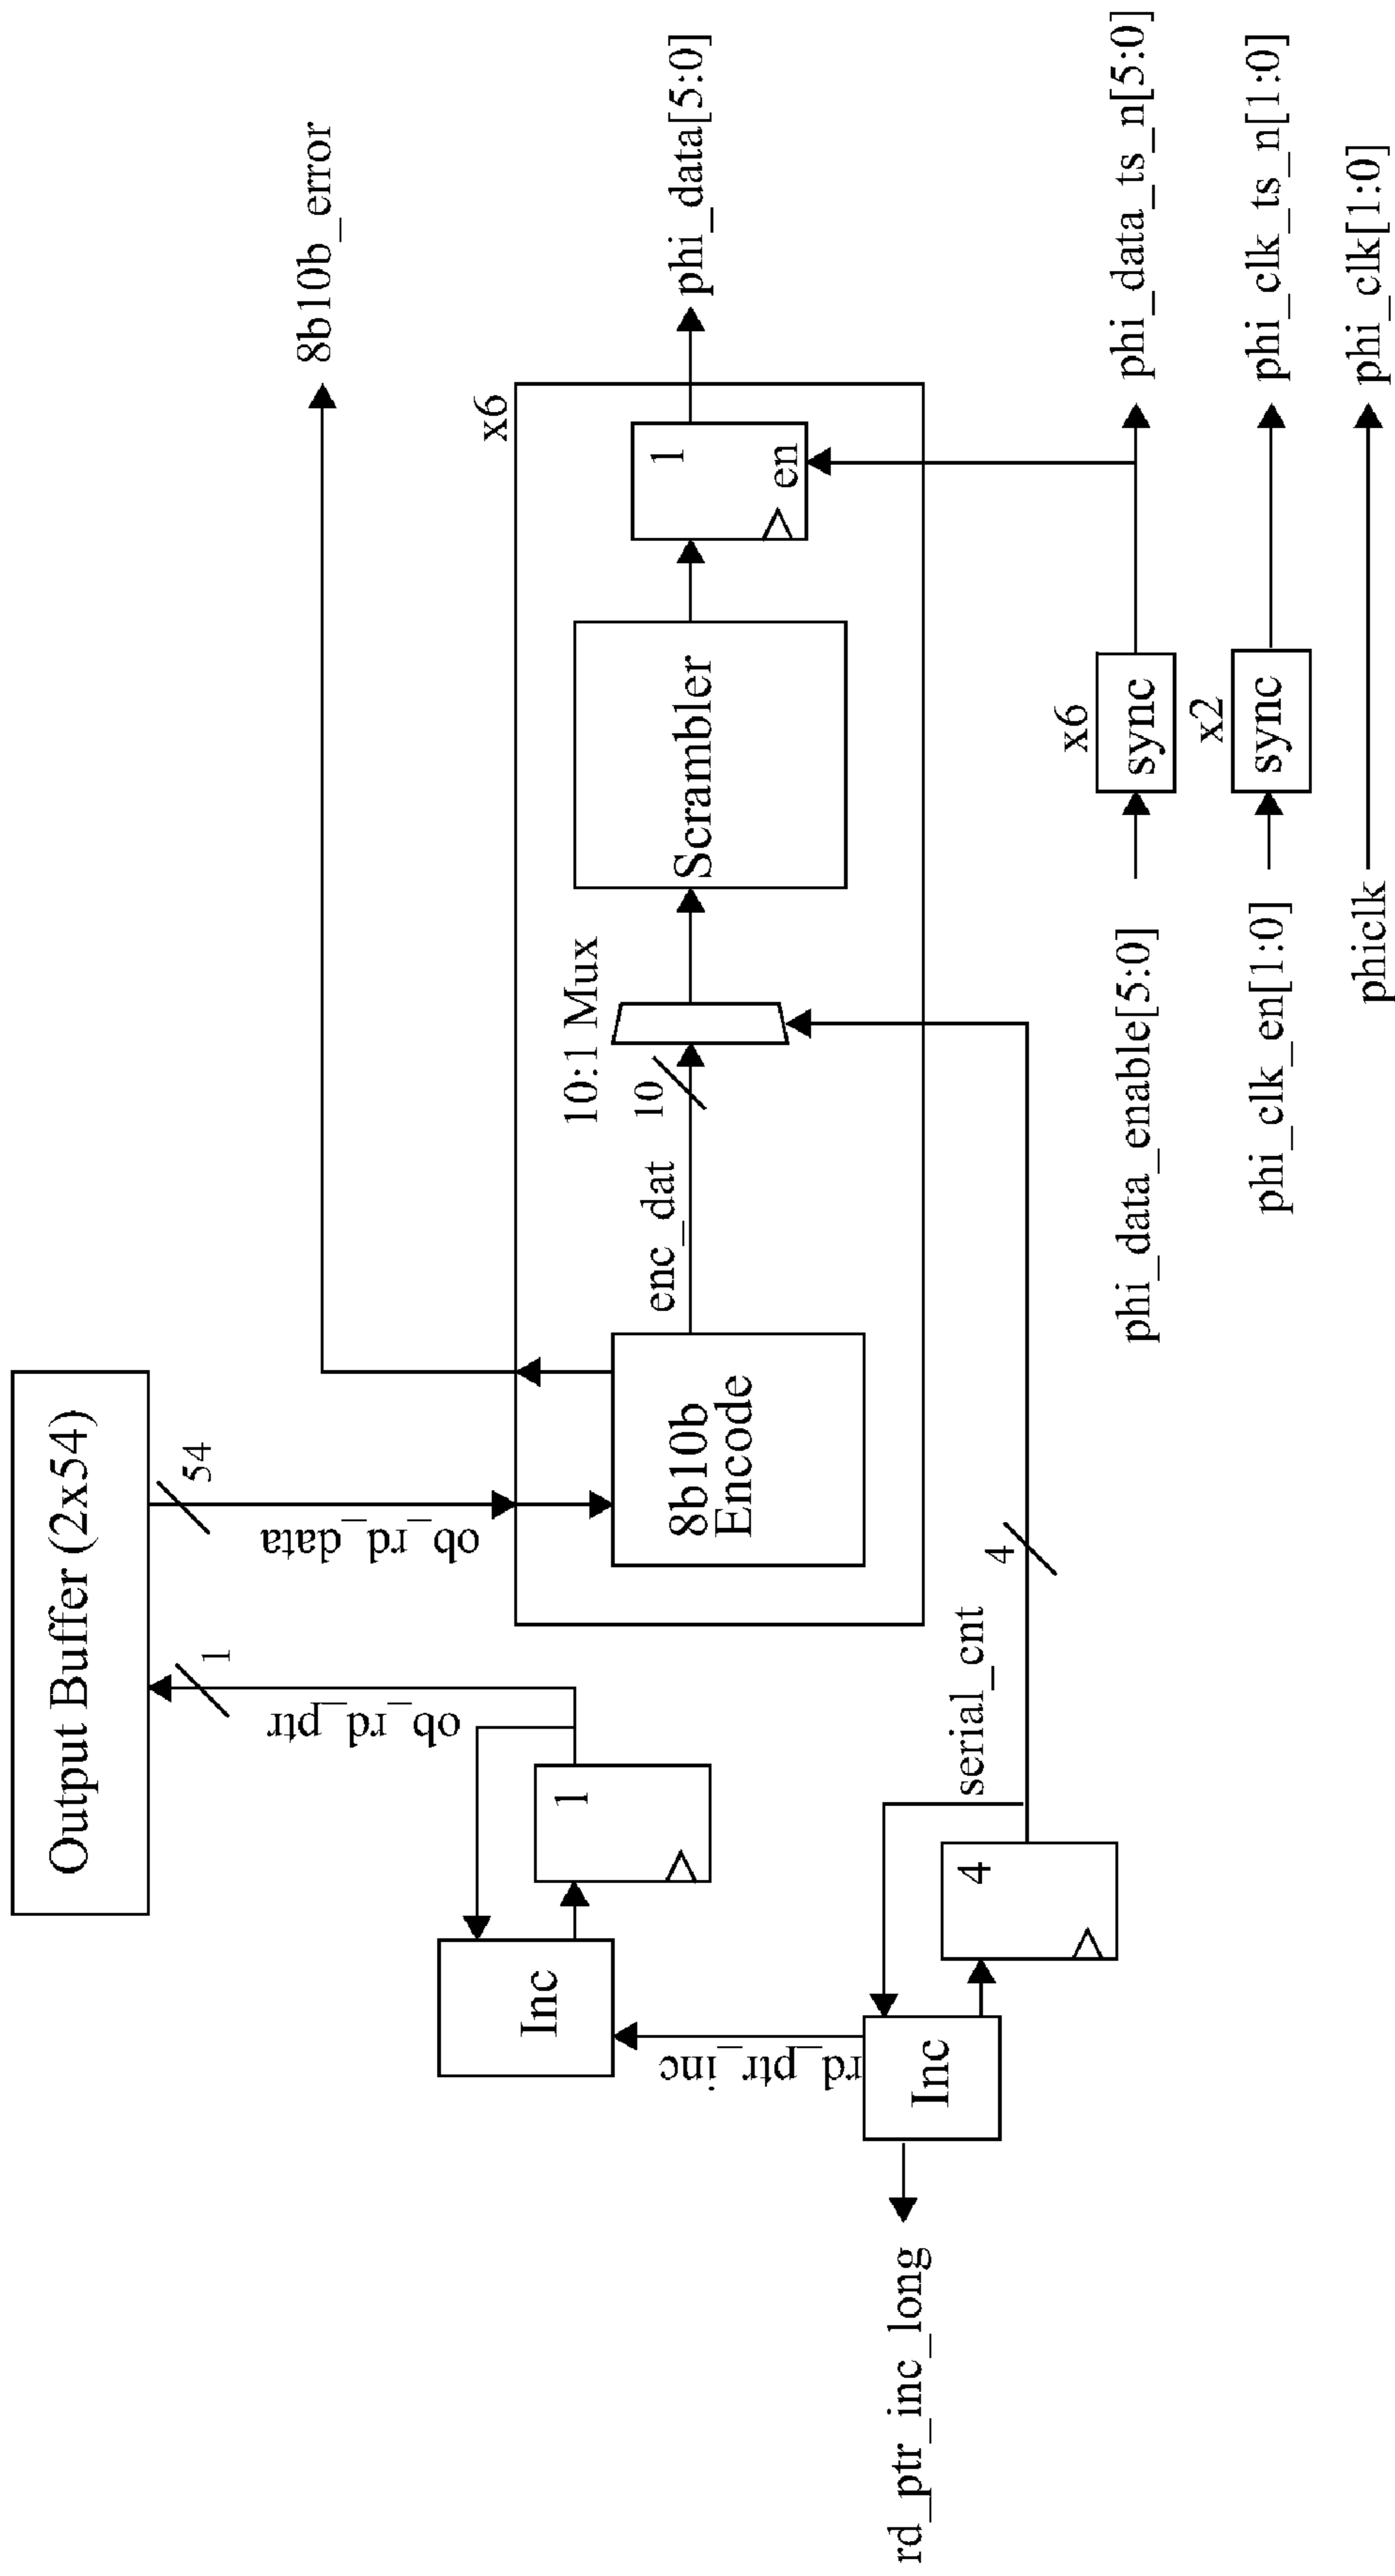 Output Buffer (2x54)
1
54
ob_rd_ptr
ob_rd_data
8b10b_error
Inc
1
x6
rd_ptr_inc
8b10b
Encode
enc_dat
10
10:1 Mux
Scrambler
1
en
phi_data[5:0]
rd_ptr_inc_long
Inc
4
serial_cnt
4
phi_data_enable[5:0]
x6
sync
phi_data_ts_n[5:0]
phi_clk_en[1:0]
x2
sync
phi_clk_ts_n[1:0]
phiclk
phi_clk[1:0]